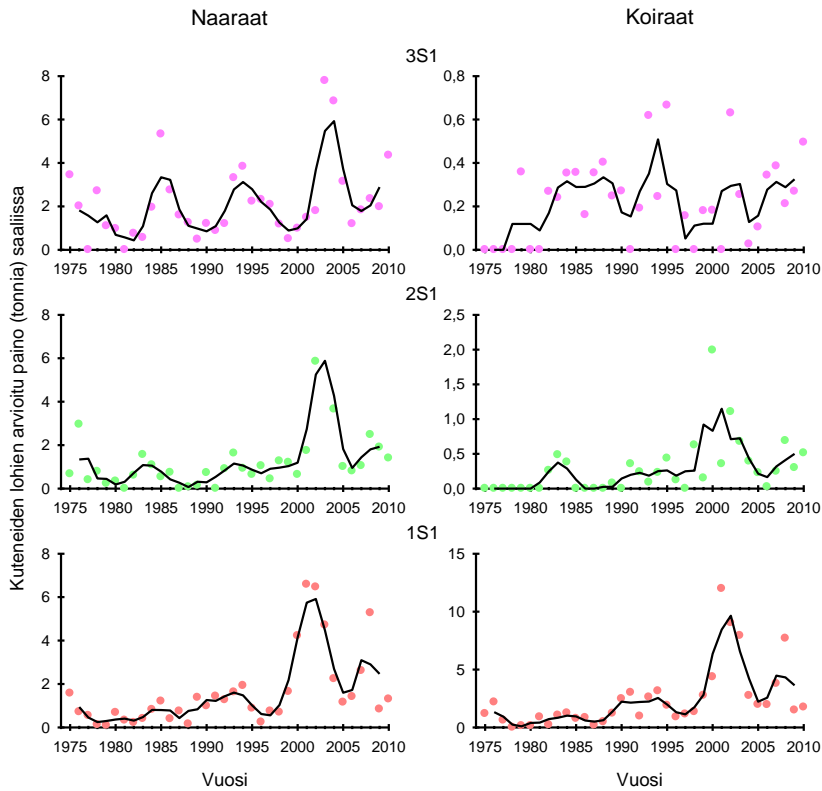 Naaraat Koiraat
3S1
8 0,8
6 0,6
4 0,4
2 0,2
0 0,0
1975 1980 1985 1990 1995 2000 2005 2010 1975 1980 1985 1990 1995 2000 2005 2010
2S1
8 2,5
6 2,0
4 1,5
2 1,0
0 0,5
0,0
1975 1980 1985 1990 1995 2000 2005 2010 1975 1980 1985 1990 1995 2000 2005 2010
1S1
8 15
6 10
4 5
2 0
0
1975 1980 1985 1990 1995 2000 2005 2010 1975 1980 1985 1990 1995 2000 2005 2010
Vuosi Vuosi
Kuteneiden lohien arvioitu paino (tonnia) saaliissa